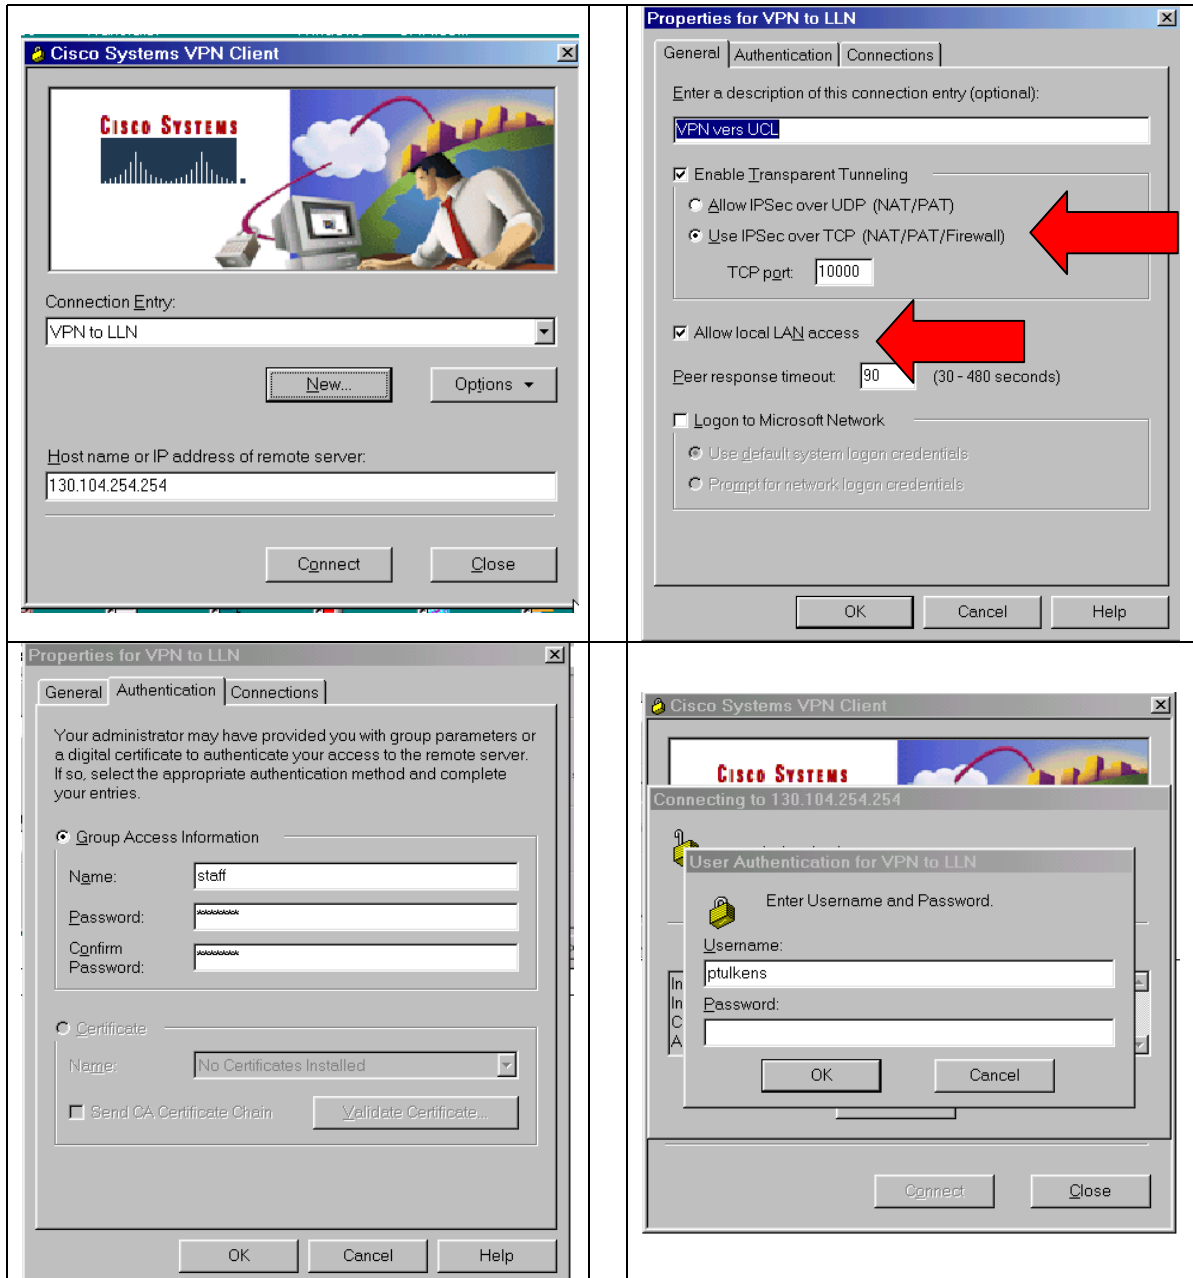 Cisco Systems VPN Client
CISCO SYSTEMS
Connection Entry:
VPN to LLN
New...
Options
Host name or IP address of remote server:
130.104.254.254
Connect
Close
Properties for VPN to LLN
General
Authentication
Connections
Enter a description of this connection entry (optional):
VPN vers UCL
Enable Transparent Tunneling
Allow IPSec over UDP (NAT/PAT)
Use IPSec over TCP (NAT/PAT/Firewall)
TCP port: 10000
Allow local LAN access
Peer response timeout: 90 (30 - 480 seconds)
Logon to Microsoft Network
Use default system logon credentials
Prompt for network logon credentials
OK
Cancel
Help
Properties for VPN to LLN
General
Authentication
Connections
Your administrator may have provided you with group parameters or
a digital certificate to authenticate your access to the remote server.
If so, select the appropriate authentication method and complete
your entries.
Group Access Information
Name: staff
Password: ********
Confirm
Password: ********
Certificate
Name: No Certificates Installed
Send CA Certificate Chain
Validate Certificate...
OK
Cancel
Help
Cisco Systems VPN Client
CISCO SYSTEMS
Connecting to 130.104.254.254
User Authentication for VPN to LLN
Enter Username and Password.
Username:
ptulkens
Password:
In
In
C
A
OK
Cancel
Connect
Close